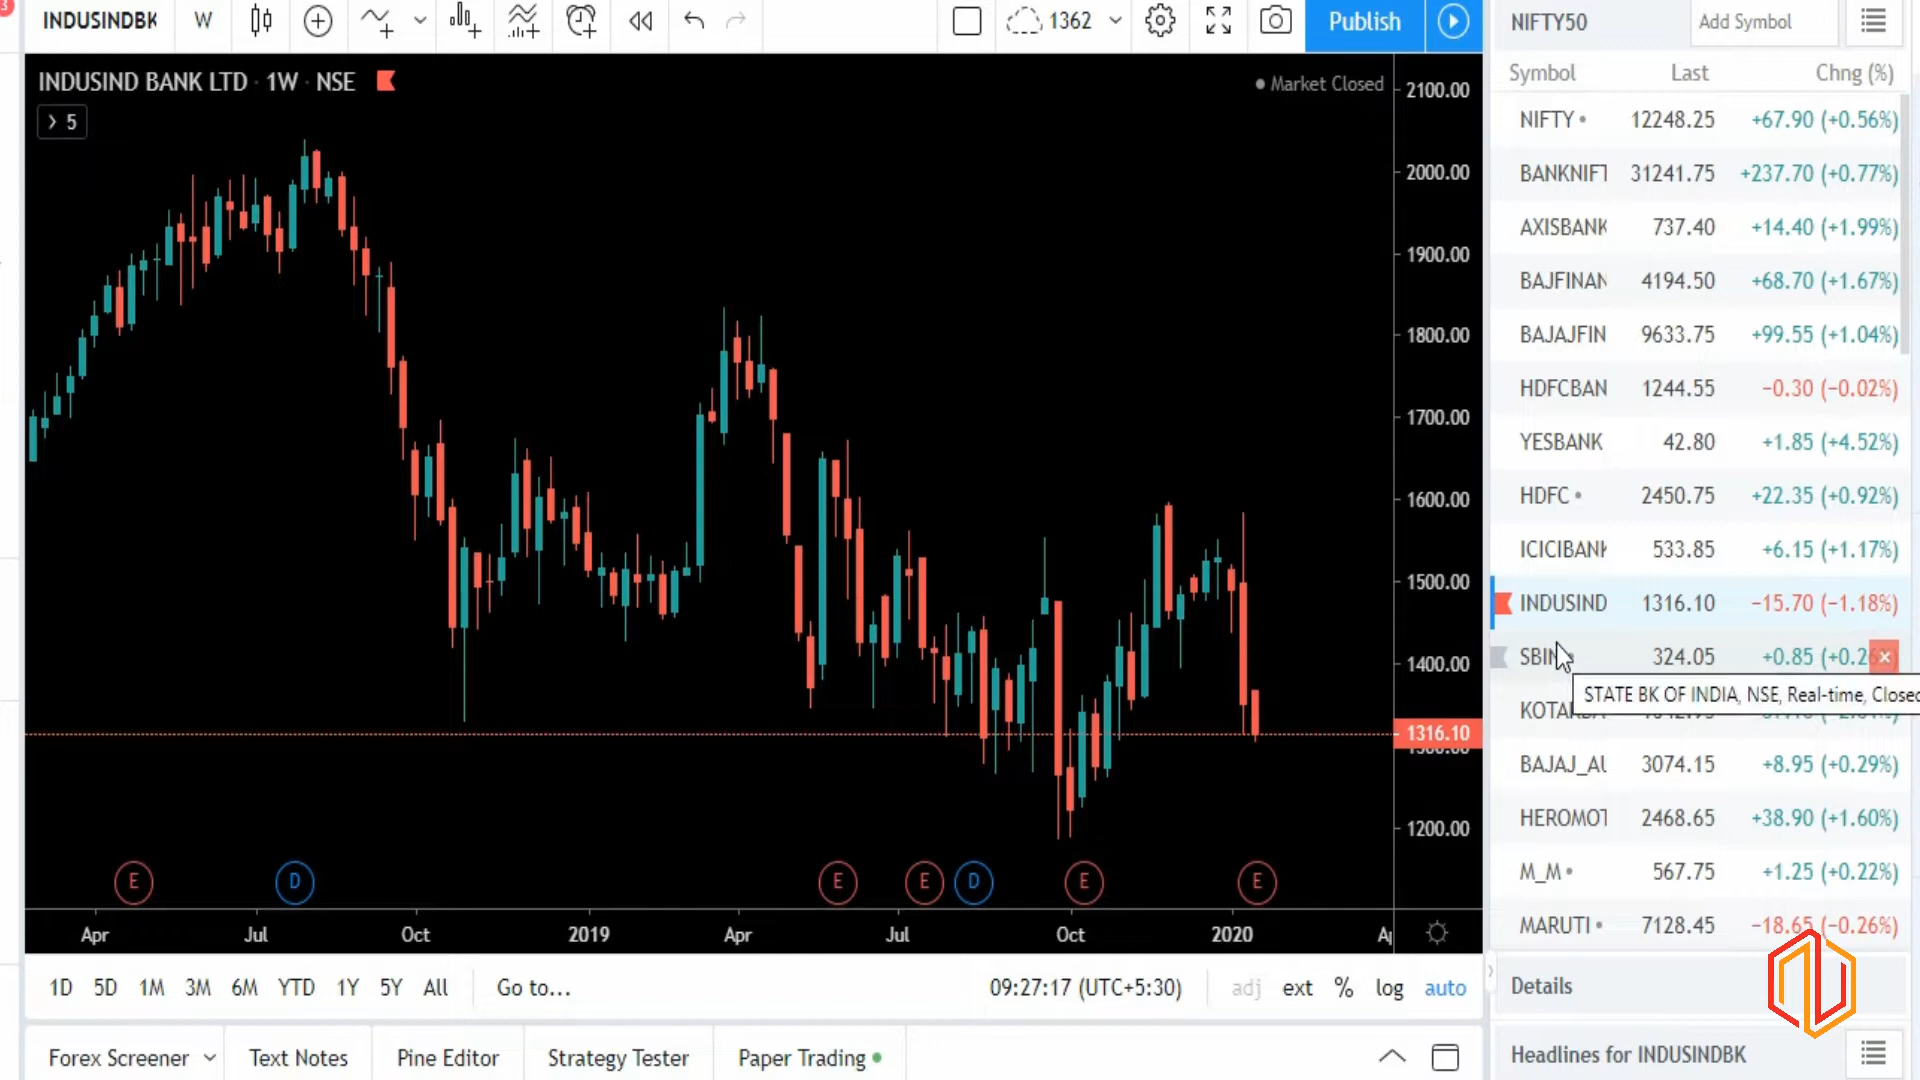 INDUSINDBK W 1362 Publish
INDUSIND BANK LTD · 1W · NSE
Market Closed
5
2100.00
2000.00
1900.00
1800.00
1700.00
1600.00
1500.00
1400.00
1316.10
1200.00
E D E E D E E
Apr Jul Oct 2019 Apr Jul Oct 2020
1D 5D 1M 3M 6M YTD 1Y 5Y All Go to... 09:27:17 (UTC+5:30) adj ext % log auto
Forex Screener Text Notes Pine Editor Strategy Tester Paper Trading
NIFTY50 Add Symbol
Symbol Last Chng (%)
NIFTY 12248.25 +67.90 (+0.56%)
BANKNIFT 31241.75 +237.70 (+0.77%)
AXISBANK 737.40 +14.40 (+1.99%)
BAJFINAN 4194.50 +68.70 (+1.67%)
BAJAJFIN 9633.75 +99.55 (+1.04%)
HDFCBAN 1244.55 −0.30 (−0.02%)
YESBANK 42.80 +1.85 (+4.52%)
HDFC 2450.75 +22.35 (+0.92%)
ICICIBANK 533.85 +6.15 (+1.17%)
INDUSIND 1316.10 −15.70 (−1.18%)
SBIN 324.05 +0.85
STATE BK OF INDIA, NSE, Real-time, Closed
BAJAJ_AU 3074.15 +8.95 (+0.29%)
HEROMOT 2468.65 +38.90 (+1.60%)
M_M 567.75 +1.25 (+0.22%)
MARUTI 7128.45 −18.65 (−0.26%)
Details
Headlines for INDUSINDBK